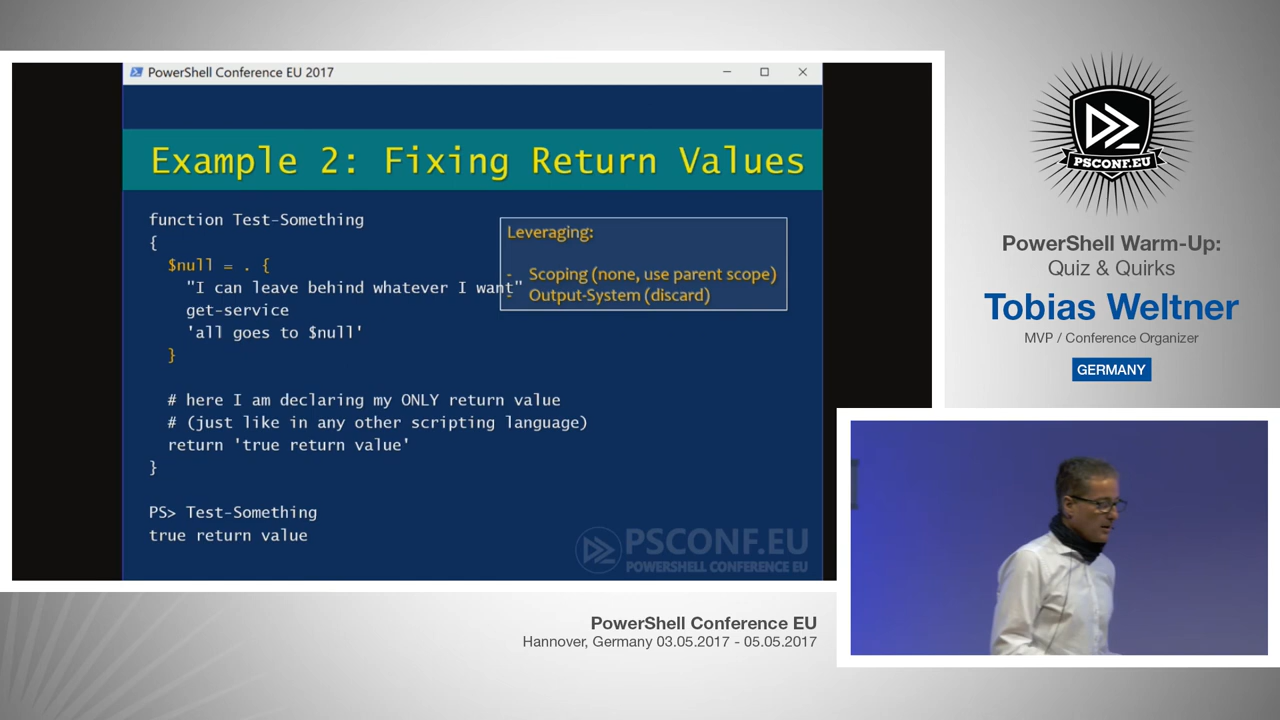 PowerShell Conference EU 2017
Example 2: Fixing Return Values
function Test-Something
{
$null = . {
"I can leave behind whatever I want"
get-service
'all goes to $null'
}
# here I am declaring my ONLY return value
# (just like in any other scripting language)
return 'true return value'
}
PS> Test-Something
true return value
Leveraging:
- Scoping (none, use parent scope)
- Output-System (discard)
PSCONF.EU
POWERSHELL CONFERENCE EU
PSCONF.EU
PowerShell Warm-Up:
Quiz & Quirks
Tobias Weltner
MVP / Conference Organizer
GERMANY
PowerShell Conference EU
Hannover, Germany 03.05.2017 - 05.05.2017